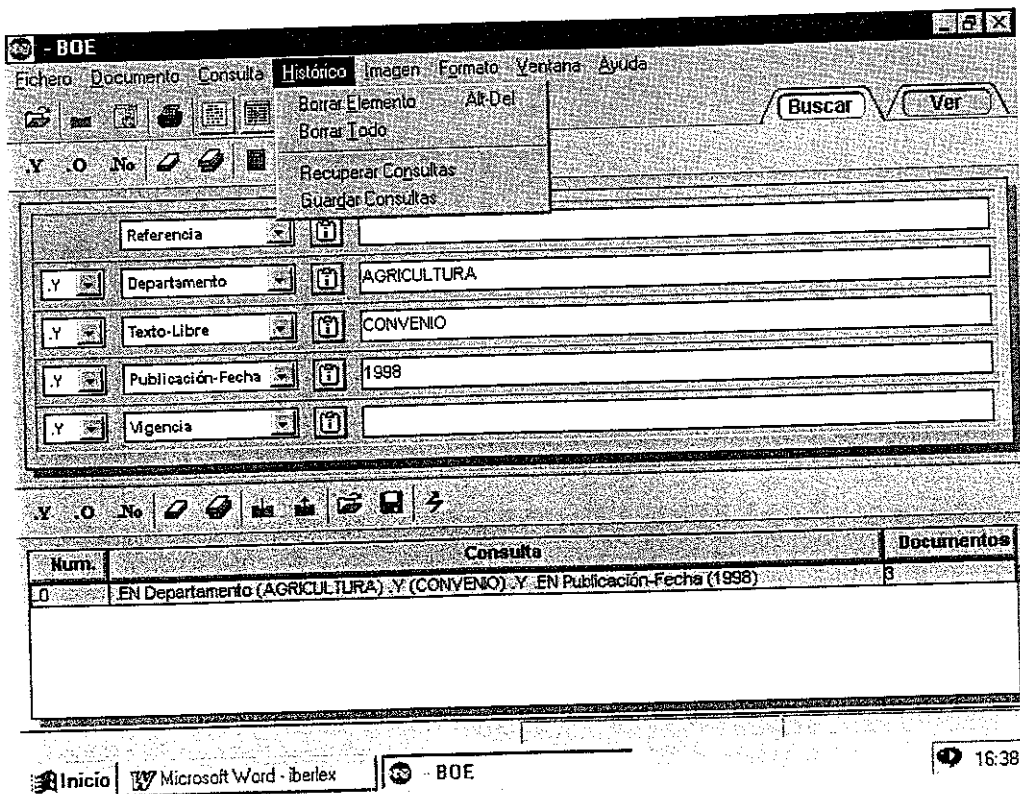 - BOE
Fichero Documento Consulta Histórico Imagen Formato Ventana Ayuda
Borrar Elemento Alt-Del
Borrar Todo
Recuperar Consultas
Guardar Consultas
Buscar Ver
.Y .O .No
Referencia
.Y Departamento AGRICULTURA
.Y Texto-Libre CONVENIO
.Y Publicación-Fecha 1998
.Y Vigencia
.Y .O .No
Num. Consulta Documentos
0 .EN Departamento (AGRICULTURA) .Y (CONVENIO) .Y .EN Publicación-Fecha (1998) 3
Inicio Microsoft Word - iberlex - BOE 16:38